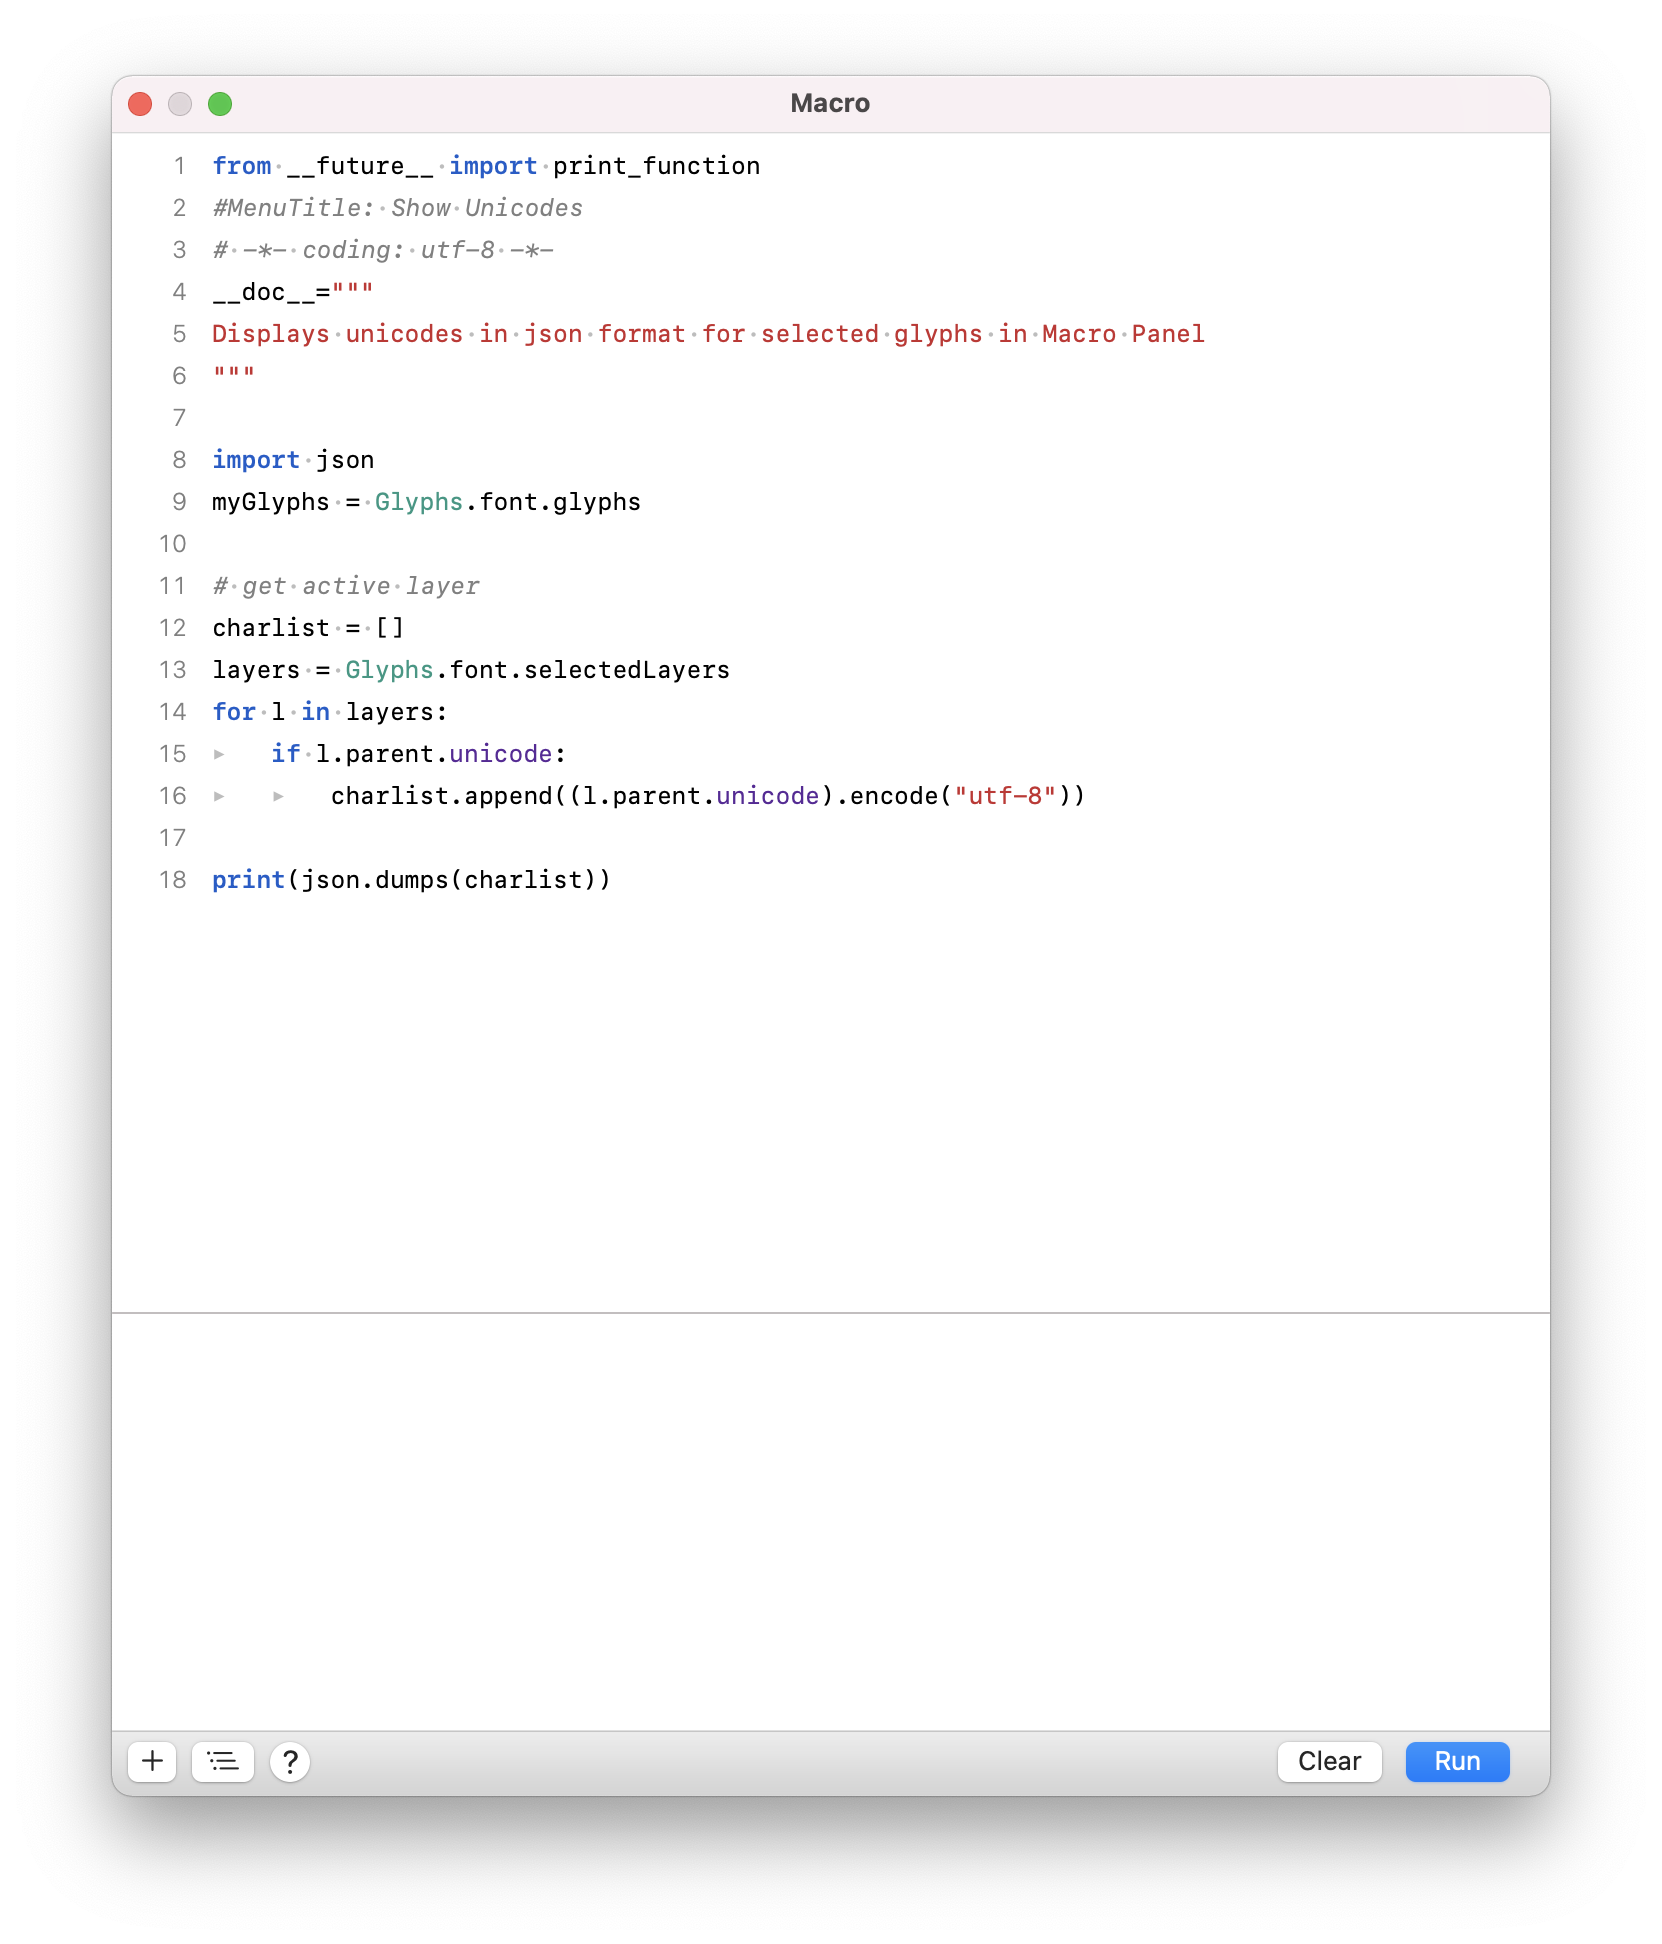 Macro
1 from __future__ import print_function
2 #MenuTitle: Show Unicodes
3 # -*- coding: utf-8 -*-
4 __doc__="""
5 Displays unicodes in json format for selected glyphs in Macro Panel
6 """
7
8 import json
9 myGlyphs = Glyphs.font.glyphs
10
11 # get active layer
12 charlist = []
13 layers = Glyphs.font.selectedLayers
14 for l in layers:
15 	if l.parent.unicode:
16 		charlist.append((l.parent.unicode).encode("utf-8"))
17
18 print(json.dumps(charlist))
+ ? Clear Run